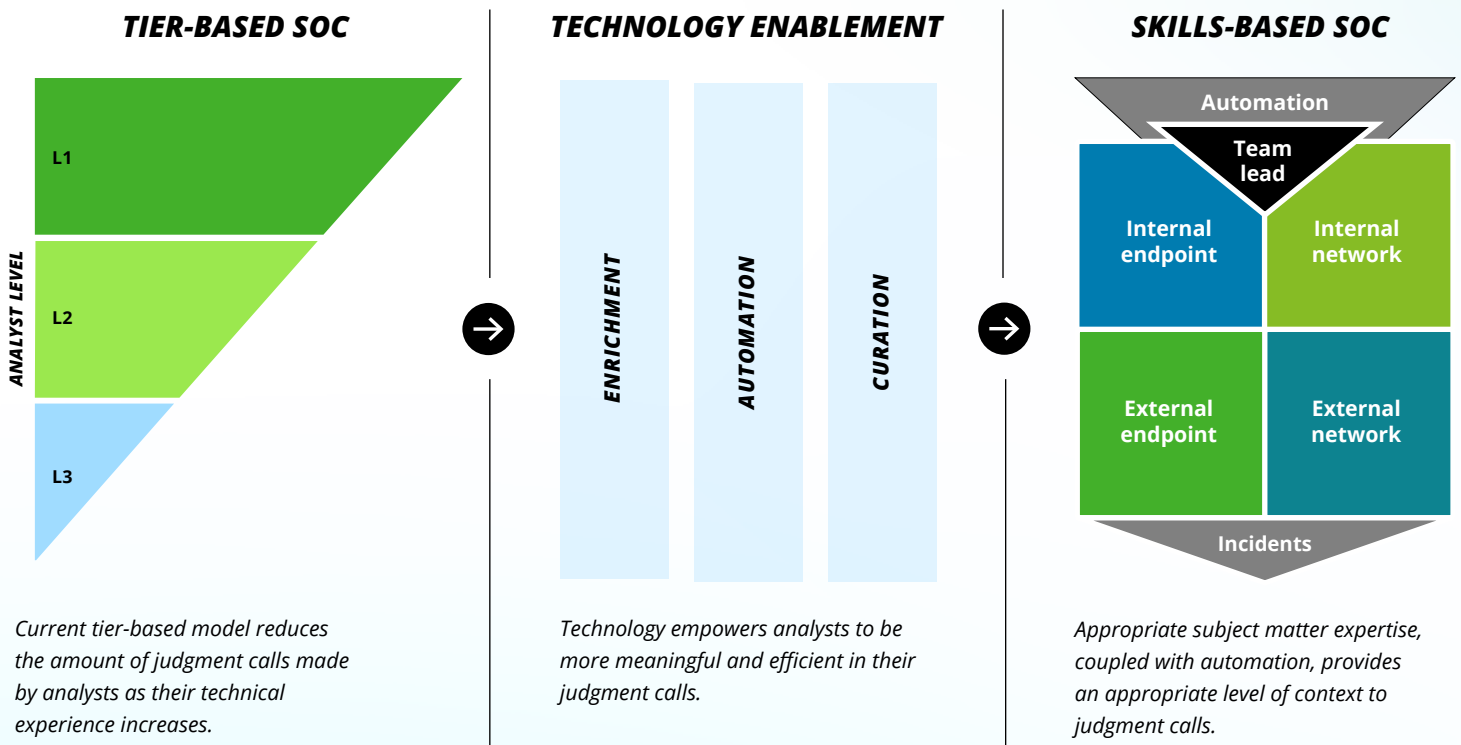 TIER-BASED SOC
ANALYST LEVEL
L1
L2
L3
Current tier-based model reduces
the amount of judgment calls made
by analysts as their technical
experience increases.
TECHNOLOGY ENABLEMENT
ENRICHMENT
AUTOMATION
CURATION
Technology empowers analysts to be
more meaningful and efficient in their
judgment calls.
SKILLS-BASED SOC
Automation
Team
lead
Internal
endpoint
Internal
network
External
endpoint
External
network
Incidents
Appropriate subject matter expertise,
coupled with automation, provides
an appropriate level of context to
judgment calls.